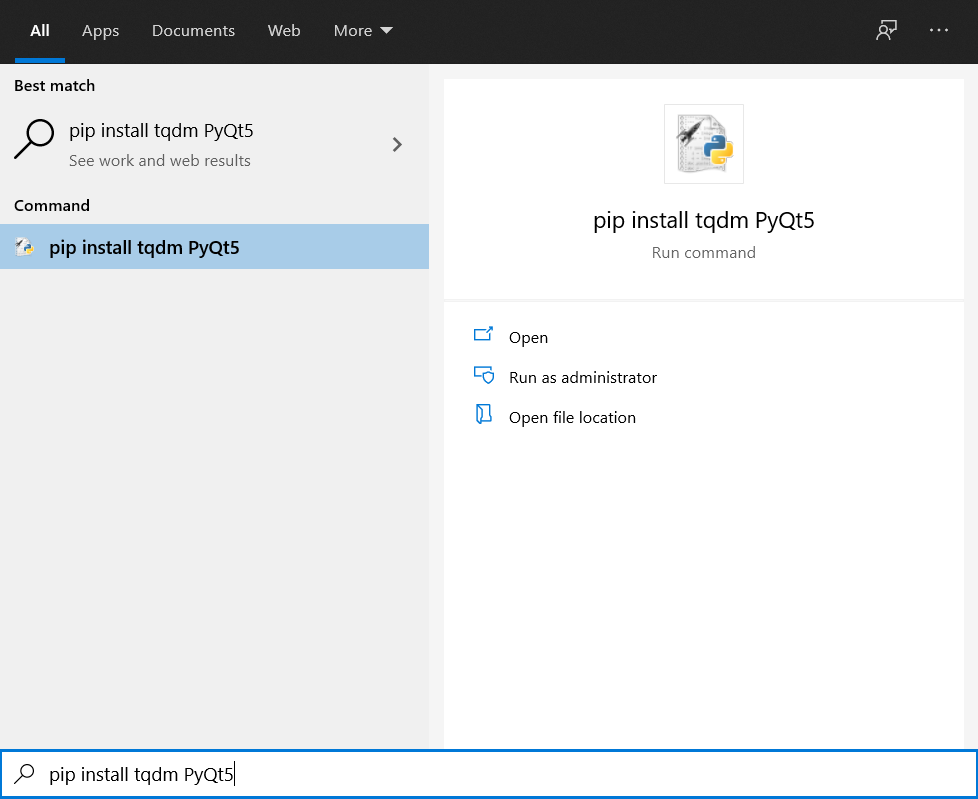 All Apps Documents Web More
Best match
pip install tqdm PyQt5
See work and web results
Command
pip install tqdm PyQt5
pip install tqdm PyQt5
Run command
Open
Run as administrator
Open file location
pip install tqdm PyQt5